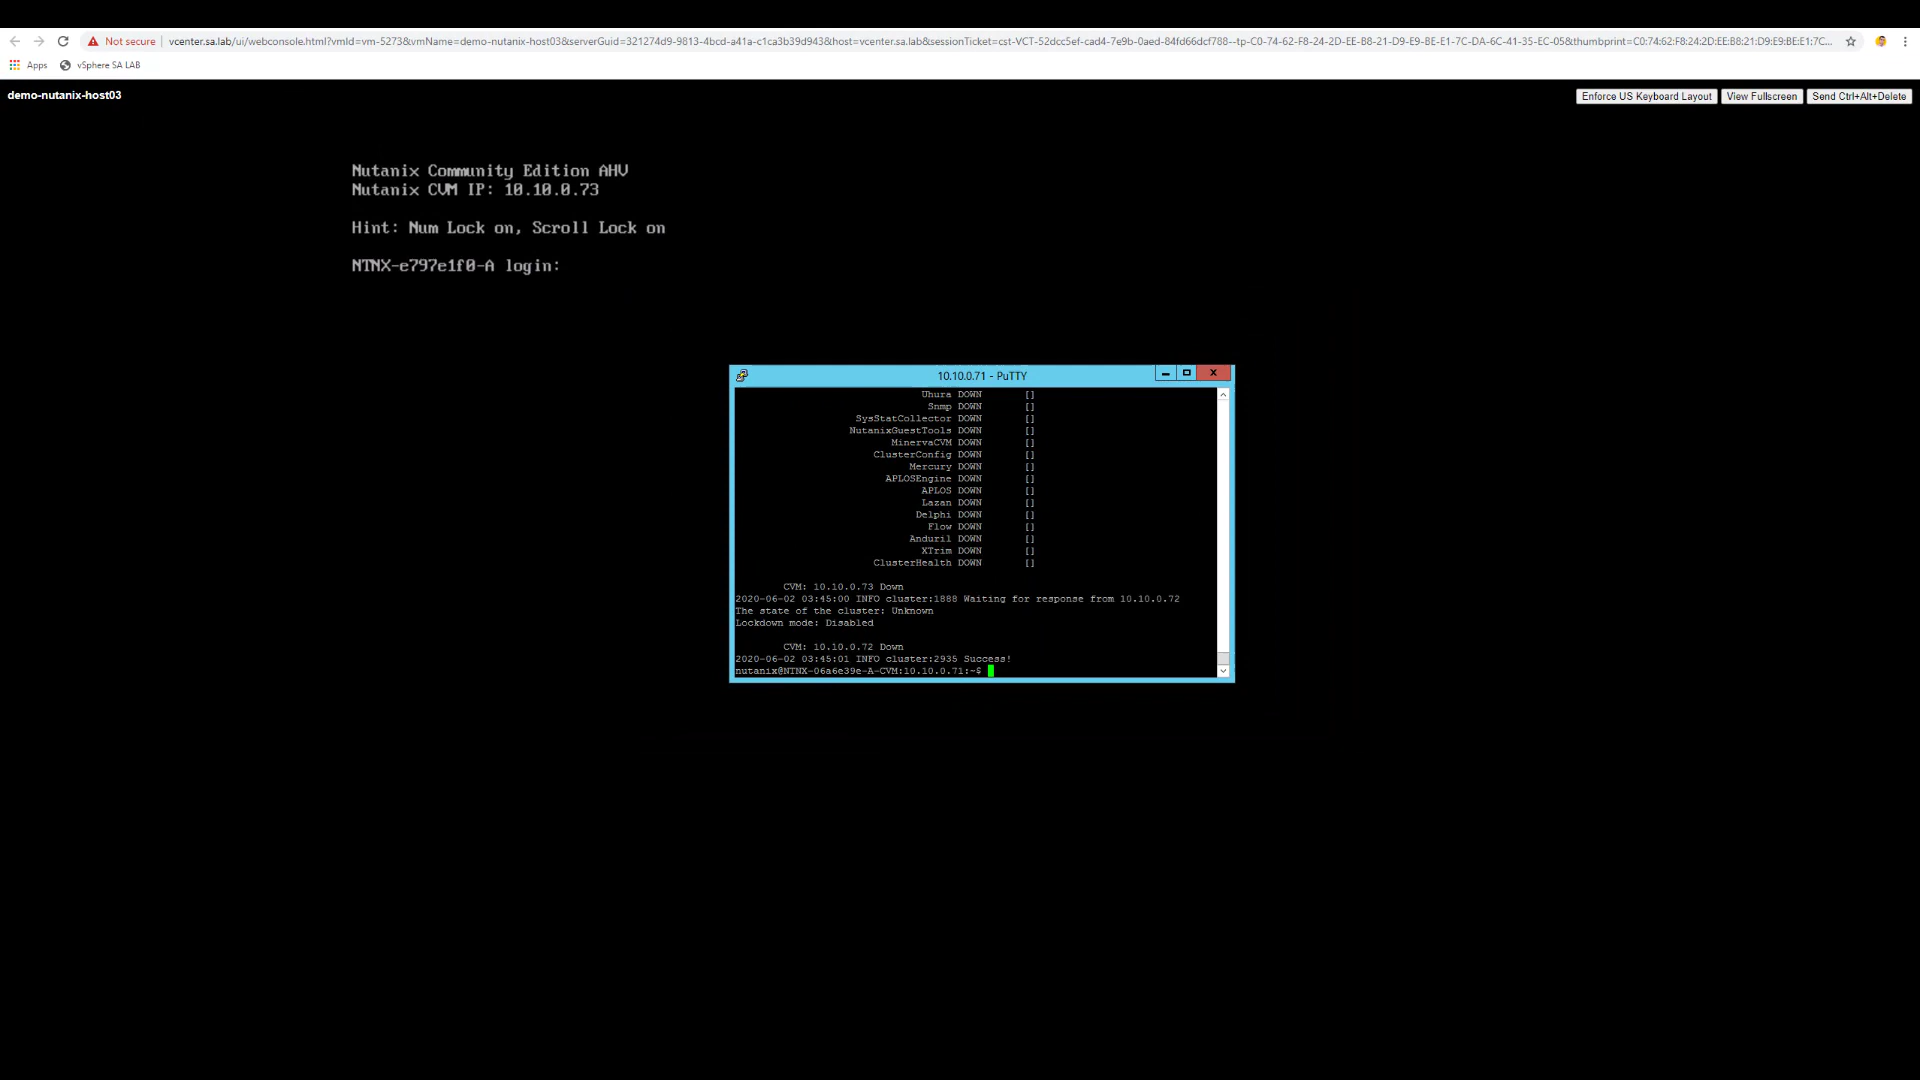 Not secure
vcenter.sa.lab/ui/webconsole.html?vmId=vm-5273&vmName=demo-nutanix-host03&serverGuid=321274d9-9813-4bcd-a41a-c1ca3b39d943&host=vcenter.sa.lab&sessionTicket=cst-VCT-52dcc5ef-cad4-7e9b-0aed-84fd66dcf788--tp-C0-74-62-F8-24-2D-EE-B8-21-D9-E9-BE-E1-7C-DA-6C-41-35-EC-05&thumbprint=C0:74:62:F8:24:2D:EE:B8:21:D9:E9:BE:E1:7C...
Apps
vSphere SA LAB
demo-nutanix-host03
Enforce US Keyboard Layout
View Fullscreen
Send Ctrl+Alt+Delete
Nutanix Community Edition AHV
Nutanix CVM IP: 10.10.0.73
Hint: Num Lock on, Scroll Lock on
NTNX-e797e1f0-A login:
10.10.0.71 - PuTTY
Uhura DOWN []
Snmp DOWN []
SysStatCollector DOWN []
NutanixGuestTools DOWN []
MinervaCVM DOWN []
ClusterConfig DOWN []
Mercury DOWN []
APLOSEngine DOWN []
APLOS DOWN []
Lazan DOWN []
Delphi DOWN []
Flow DOWN []
Anduril DOWN []
XTrim DOWN []
ClusterHealth DOWN []
CVM: 10.10.0.73 Down
2020-06-02 03:45:00 INFO cluster:1888 Waiting for response from 10.10.0.72
The state of the cluster: Unknown
Lockdown mode: Disabled
CVM: 10.10.0.72 Down
2020-06-02 03:45:01 INFO cluster:2935 Success!
nutanix@NTNX-06a6e39e-A-CVM:10.10.0.71:~$